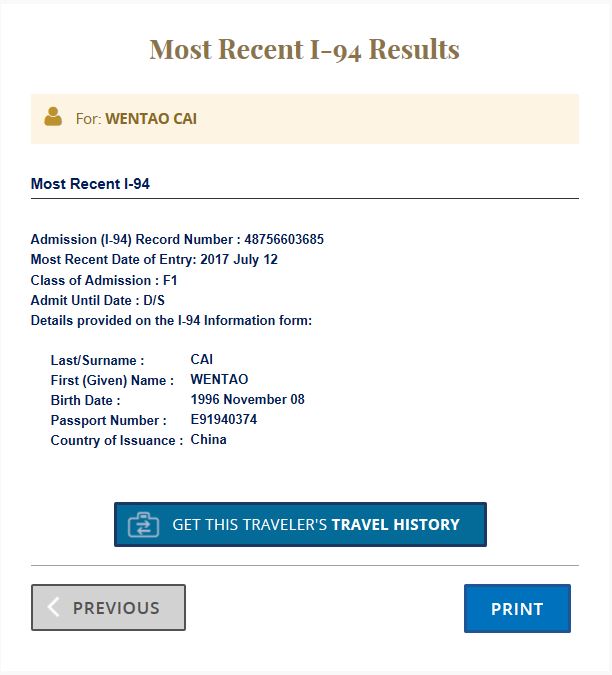 Most Recent I-94 Results
For: WENTAO CAI
Most Recent I-94
Admission (I-94) Record Number : 48756603685
Most Recent Date of Entry: 2017 July 12
Class of Admission : F1
Admit Until Date : D/S
Details provided on the I-94 Information form:
Last/Surname : CAI
First (Given) Name : WENTAO
Birth Date : 1996 November 08
Passport Number : E91940374
Country of Issuance : China
GET THIS TRAVELER'S TRAVEL HISTORY
PREVIOUS
PRINT